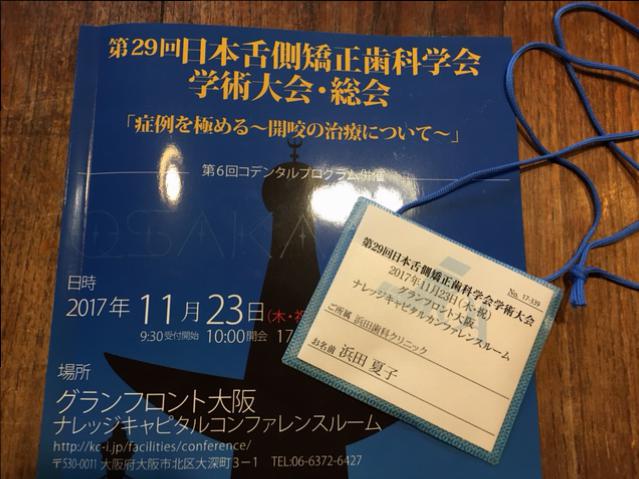 第29回日本舌側矯正歯科学会
学術大会・総会
「症例を極める～開咬の治療について～」
第6回コデンタルプログラム併催
OSAKA
日時
2017年 11月23日(木・祝
9:30受付開始 10:00開会 17
場所
グランフロント大阪
ナレッジキャピタルコンファレンスルーム
http://kc-i.jp/facilities/conference/
〒530-0011 大阪府大阪市北区大深町3-1 TEL:06-6372-6427
No. 17-339
第29回日本舌側矯正歯科学会学術大会
2017年11月23日(木・祝)
グランフロント大阪
ナレッジキャピタルカンファレンスルーム
ご所属 浜田歯科クリニック
お名前 浜田 夏子